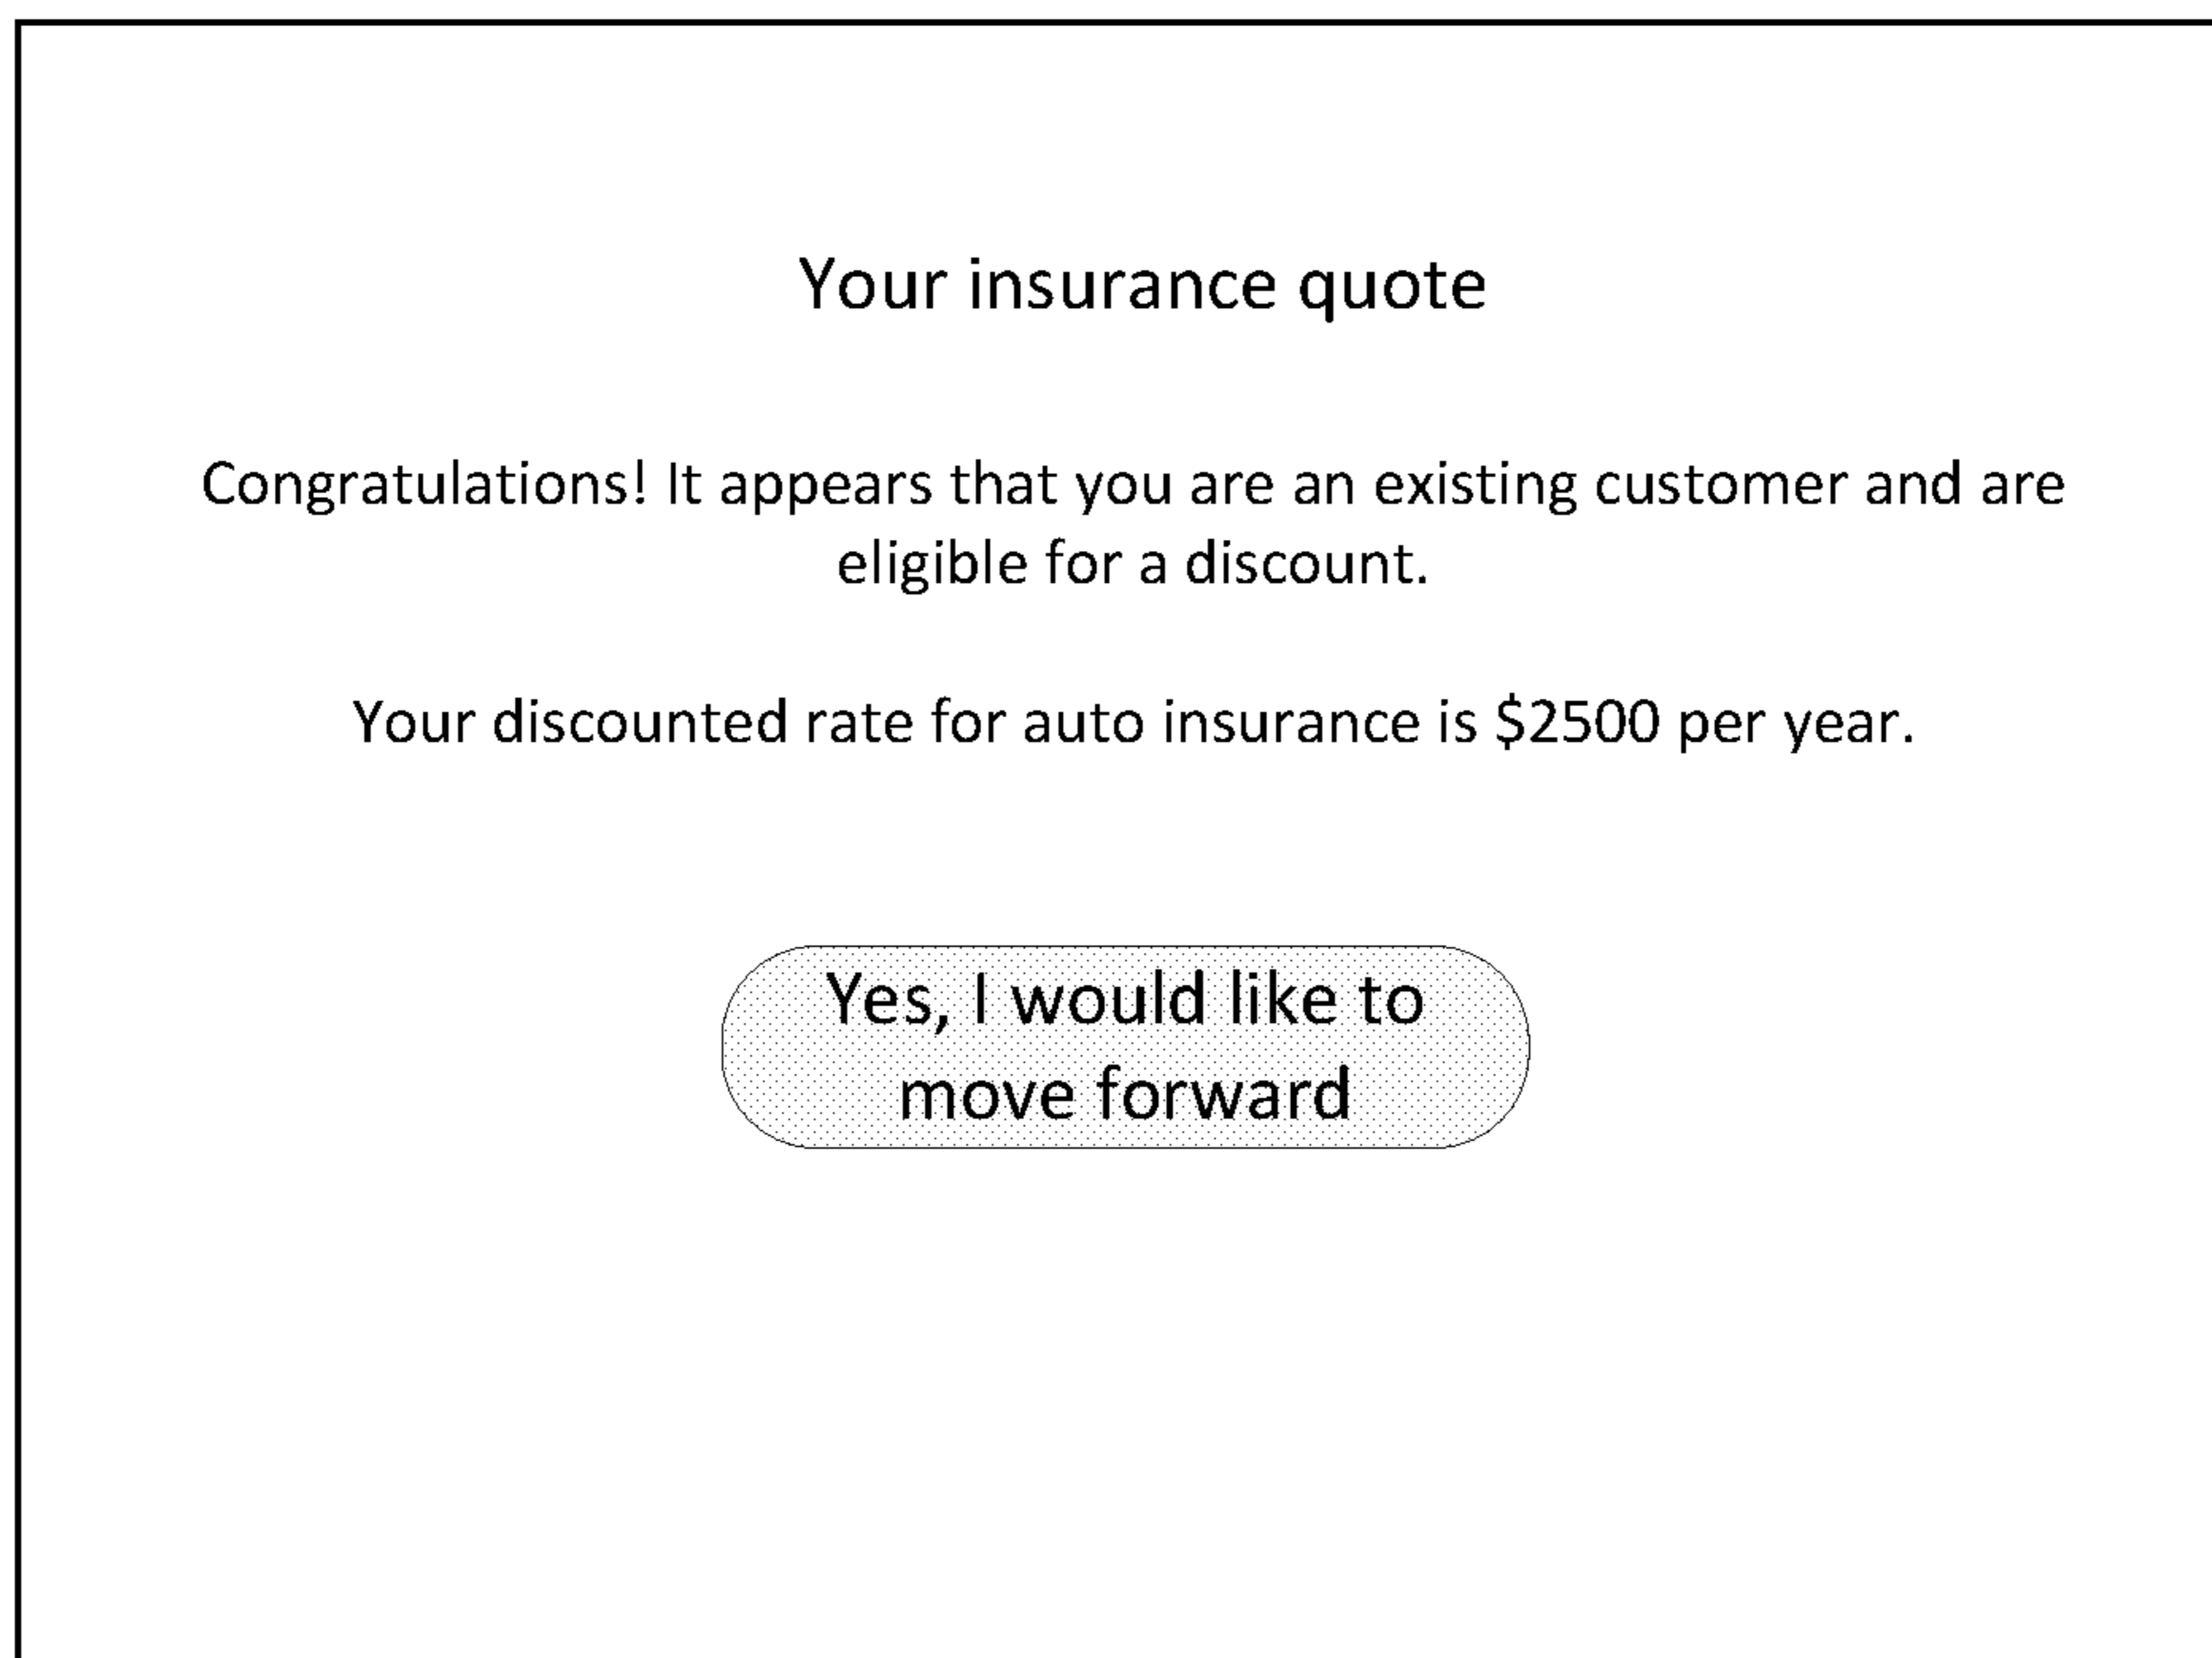 Your insurance quote
Congratulations! It appears that you are an existing customer and are
eligible for a discount.
Your discounted rate for auto insurance is $2500 per year.
Yes, I would like to
move forward